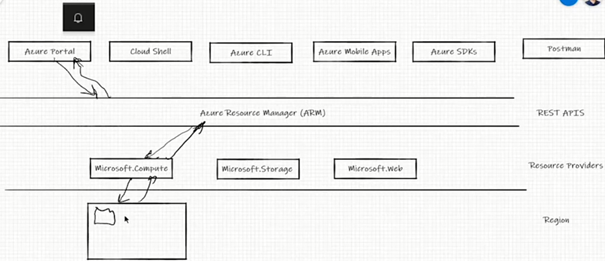 Azure Portal
Cloud Shell
Azure CLI
Azure Mobile Apps
Azure SDKs
Postman
Azure Resource Manager (ARM)
REST APIS
Microsoft.Compute
Microsoft.Storage
Microsoft.Web
Resource Providers
Region